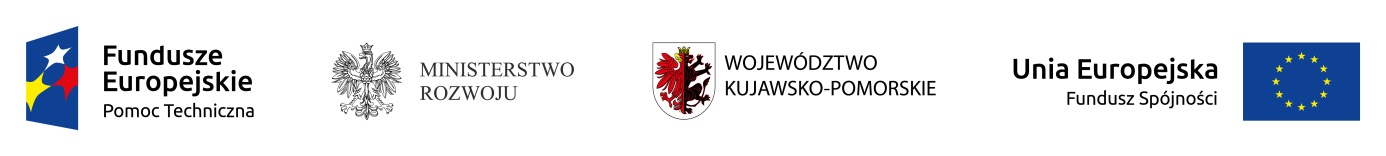 Fundusze
Europejskie
Pomoc Techniczna
MINISTERSTWO
ROZWOJU
WOJEWÓDZTWO
KUJAWSKO-POMORSKIE
Unia Europejska
Fundusz Spójności